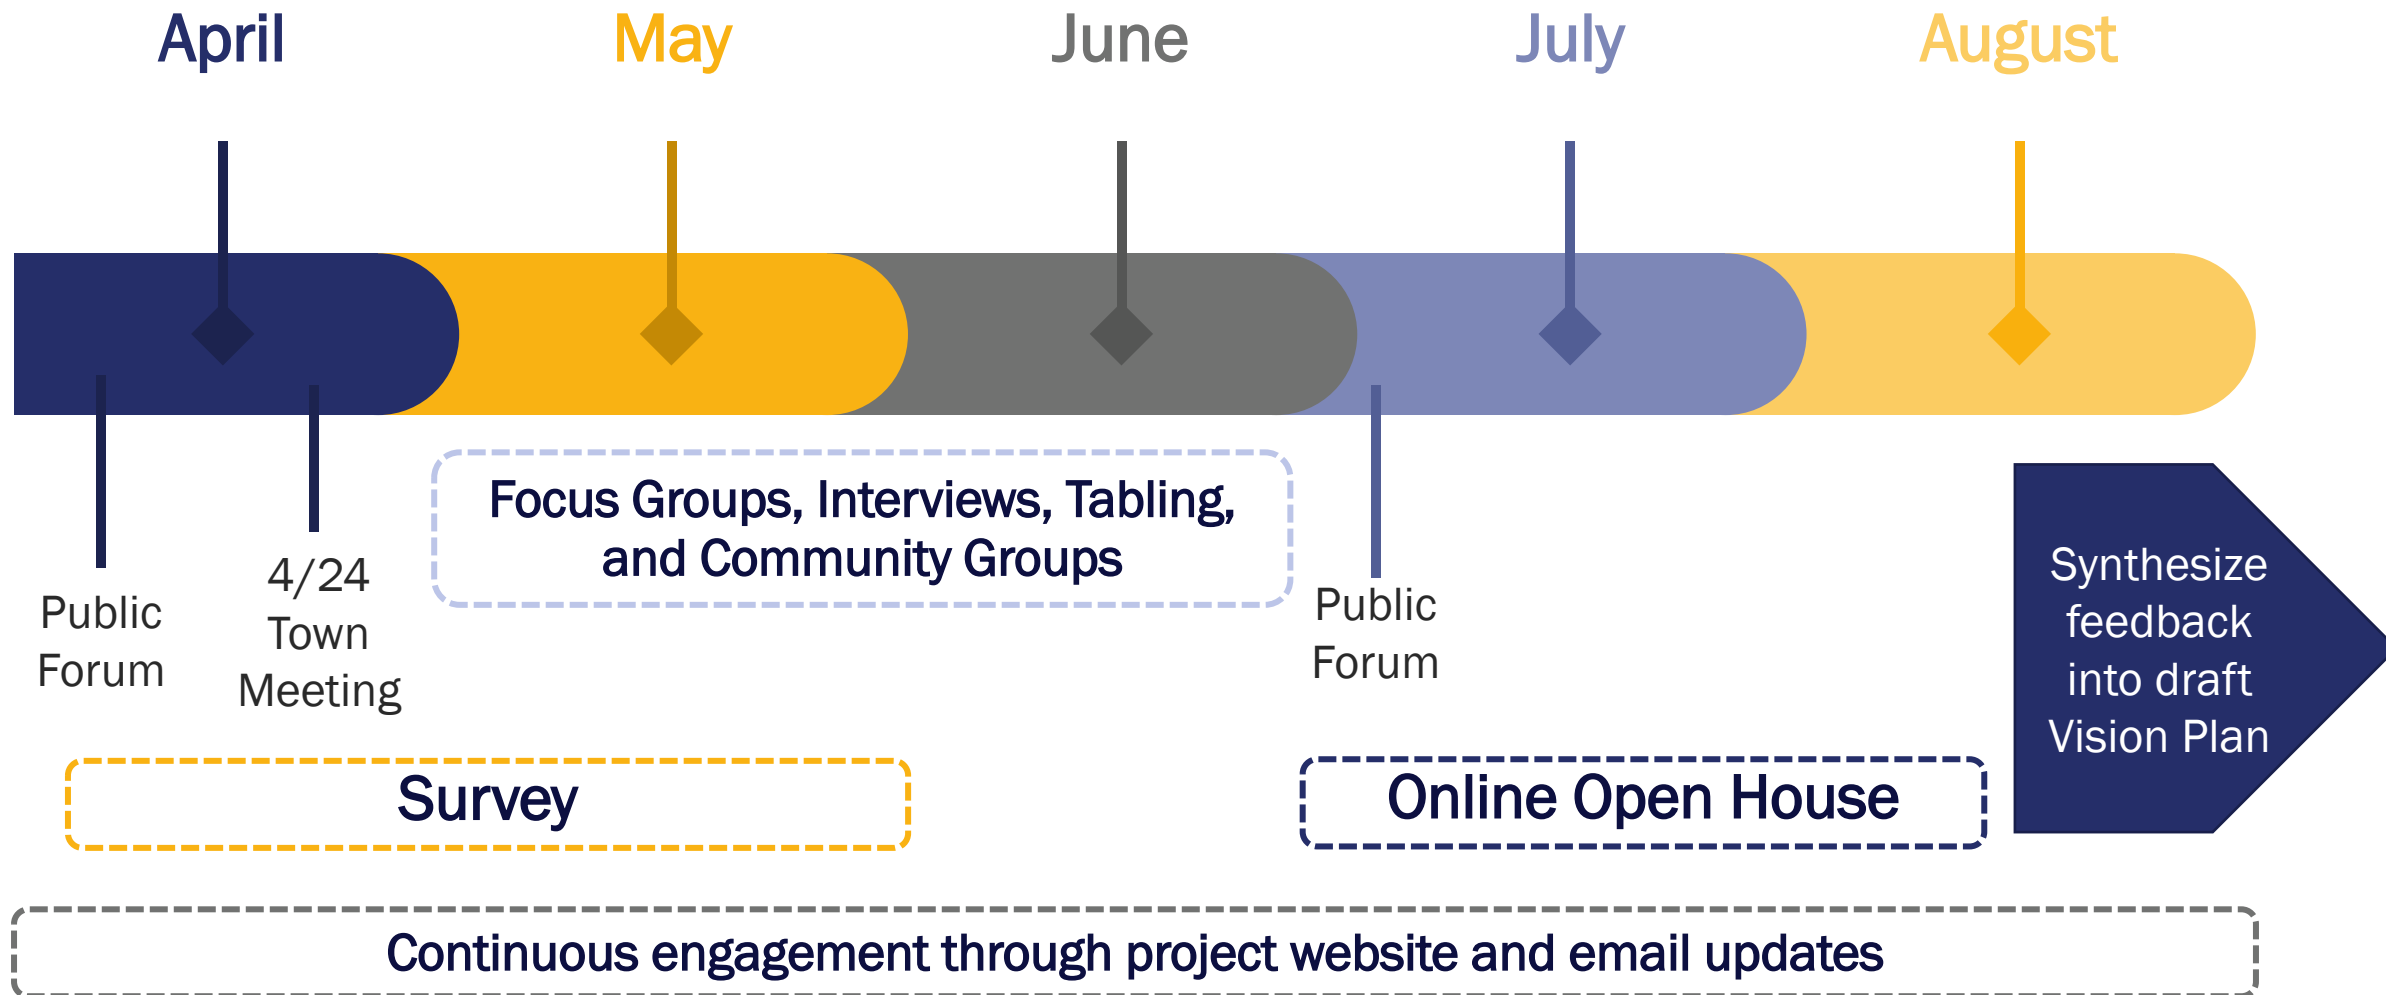 April
May
June
July
August
Focus Groups, Interviews, Tabling,
and Community Groups
Public
Forum
4/24
Town
Meeting
Public
Forum
Synthesize
feedback
into draft
Vision Plan
Survey
Online Open House
Continuous engagement through project website and email updates